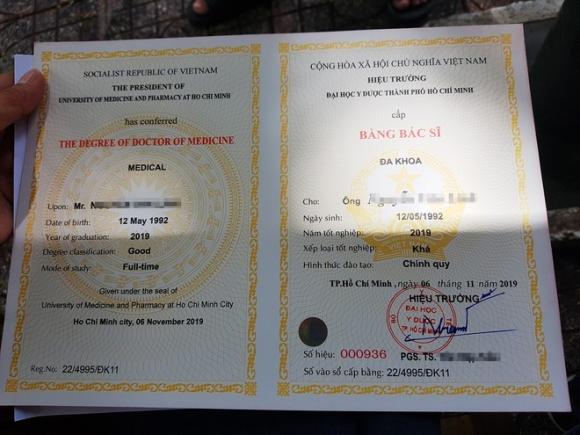 SOCIALIST REPUBLIC OF VIETNAM
THE PRESIDENT OF
UNIVERSITY OF MEDICINE AND PHARMACY AT HO CHI MINH
has conferred
THE DEGREE OF DOCTOR OF MEDICINE
MEDICAL
Upon: Mr.
Date of birth: 12 May 1992
Year of graduation: 2019
Degree classification: Good
Mode of study: Full-time
Given under the seal of
University of Medicine and Pharmacy at Ho Chi Minh City
Ho Chi Minh city, 06 November 2019
Reg.No: 22/4995/ĐK11
CỘNG HÒA XÃ HỘI CHỦ NGHĨA VIỆT NAM
HIỆU TRƯỞNG
ĐẠI HỌC Y DƯỢC THÀNH PHỐ HỒ CHÍ MINH
cấp
BẰNG BÁC SĨ
ĐA KHOA
Cho: Ông
Ngày sinh: 12/05/1992
Năm tốt nghiệp: 2019
Xếp loại tốt nghiệp: Khá
Hình thức đào tạo: Chính quy
TP.Hồ Chí Minh, ngày 06 tháng 11 năm 2019
HIỆU TRƯỞNG
ĐẠI HỌC
Y DƯỢC
TP. HỒ CHÍ MINH
Số hiệu: 000936 PGS. TS.
Số vào sổ cấp bằng: 22/4995/ĐK11